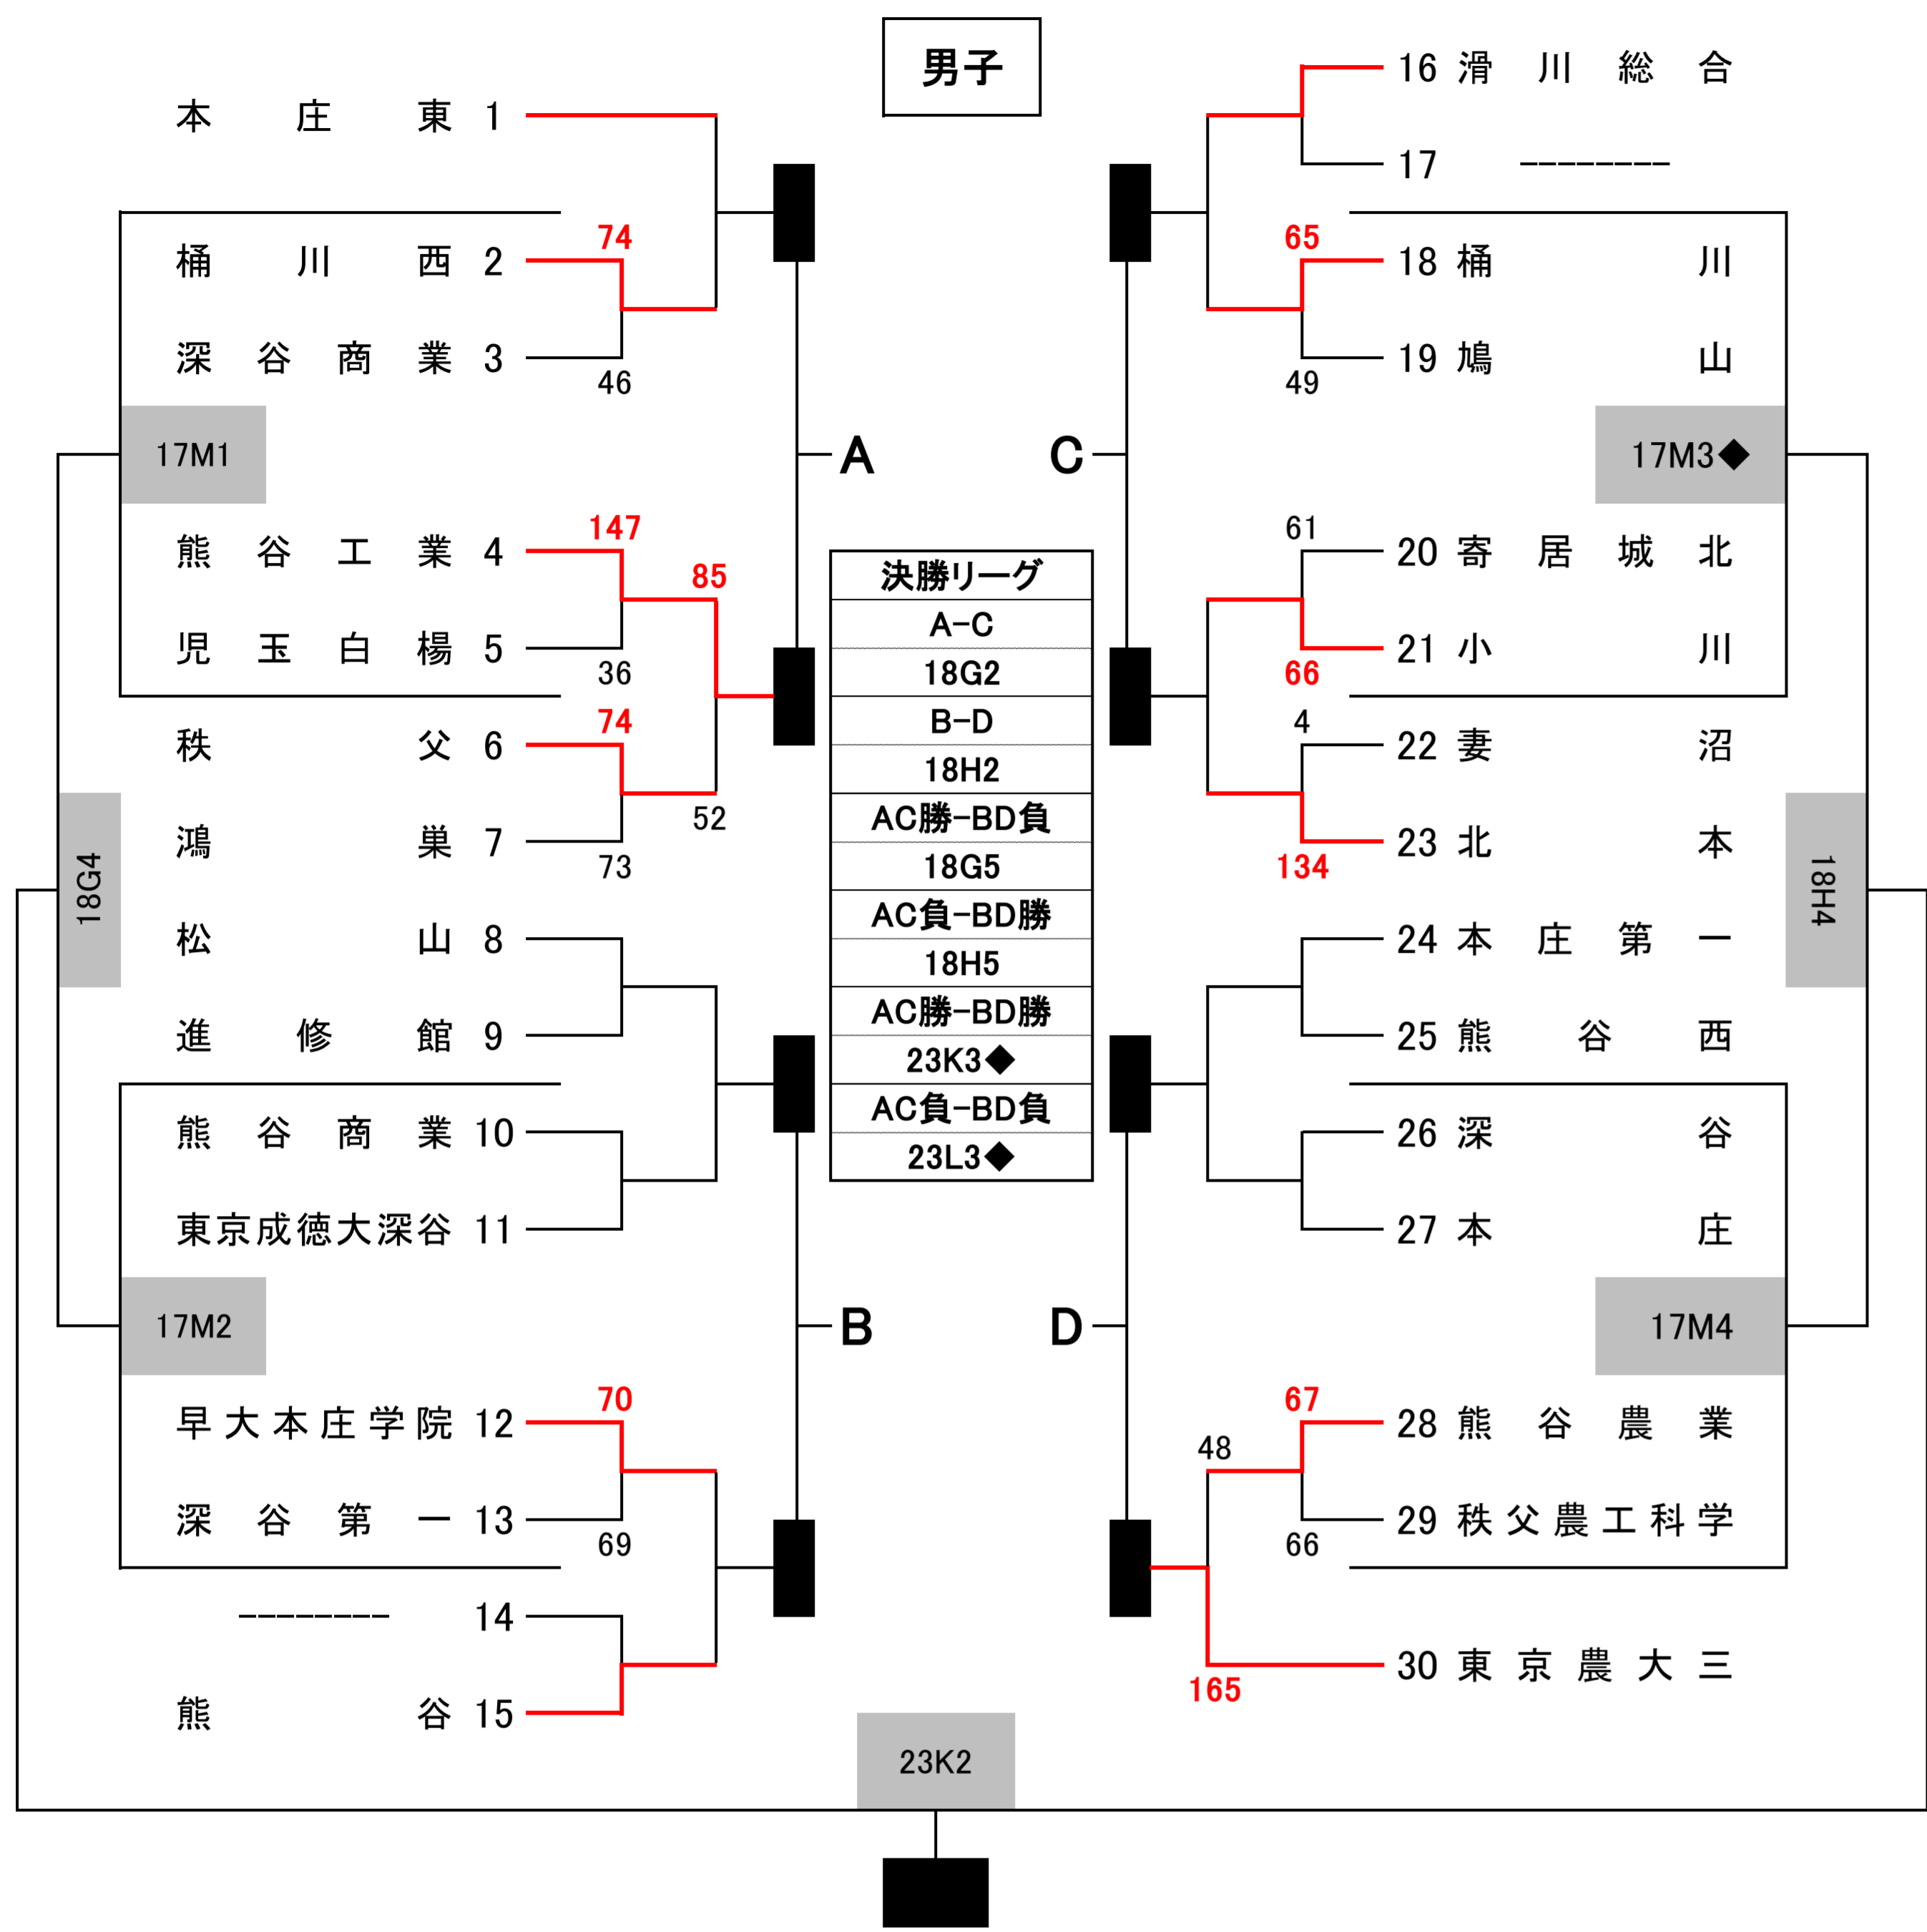 男子
本庄東 1
74
桶川西 2
深谷商業 3
46
17M1
147
熊谷工業 4
85
児玉白楊 5
36
74
秩父 6
52
鴻巣 7
73
18G4
松山 8
進修館 9
熊谷商業 10
東京成徳大深谷 11
17M2
70
早大本庄学院 12
深谷第一 13
69
-------- 14
熊谷 15
A
B
決勝リーグ
A-C
18G2
B-D
18H2
AC勝-BD負
18G5
AC負-BD勝
18H5
AC勝-BD勝
23K3◆
AC負-BD負
23L3◆
C
D
16 滑川総合
17 --------
65
18 桶川
19 鳩山
49
17M3◆
61
20 寄居城北
21 小川
66
4
22 妻沼
23 北本
134
18H4
24 本庄第一
25 熊谷西
26 深谷
27 本庄
17M4
67
28 熊谷農業
48
29 秩父農工科学
66
30 東京農大三
165
23K2